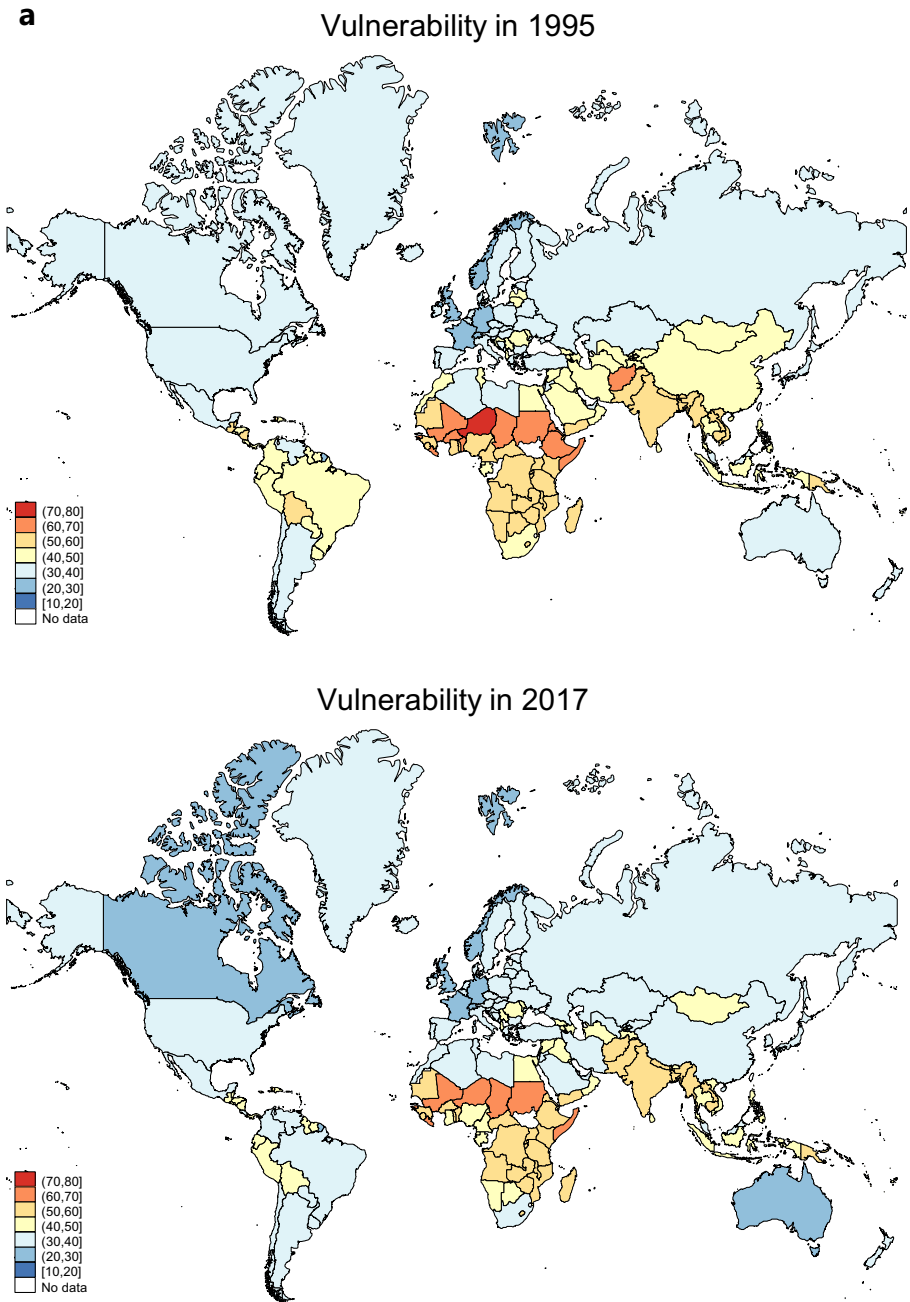 a
Vulnerability in 1995
(70,80]
(60,70]
(50,60]
(40,50]
(30,40]
(20,30]
[10,20]
No data
Vulnerability in 2017
(70,80]
(60,70]
(50,60]
(40,50]
(30,40]
(20,30]
[10,20]
No data